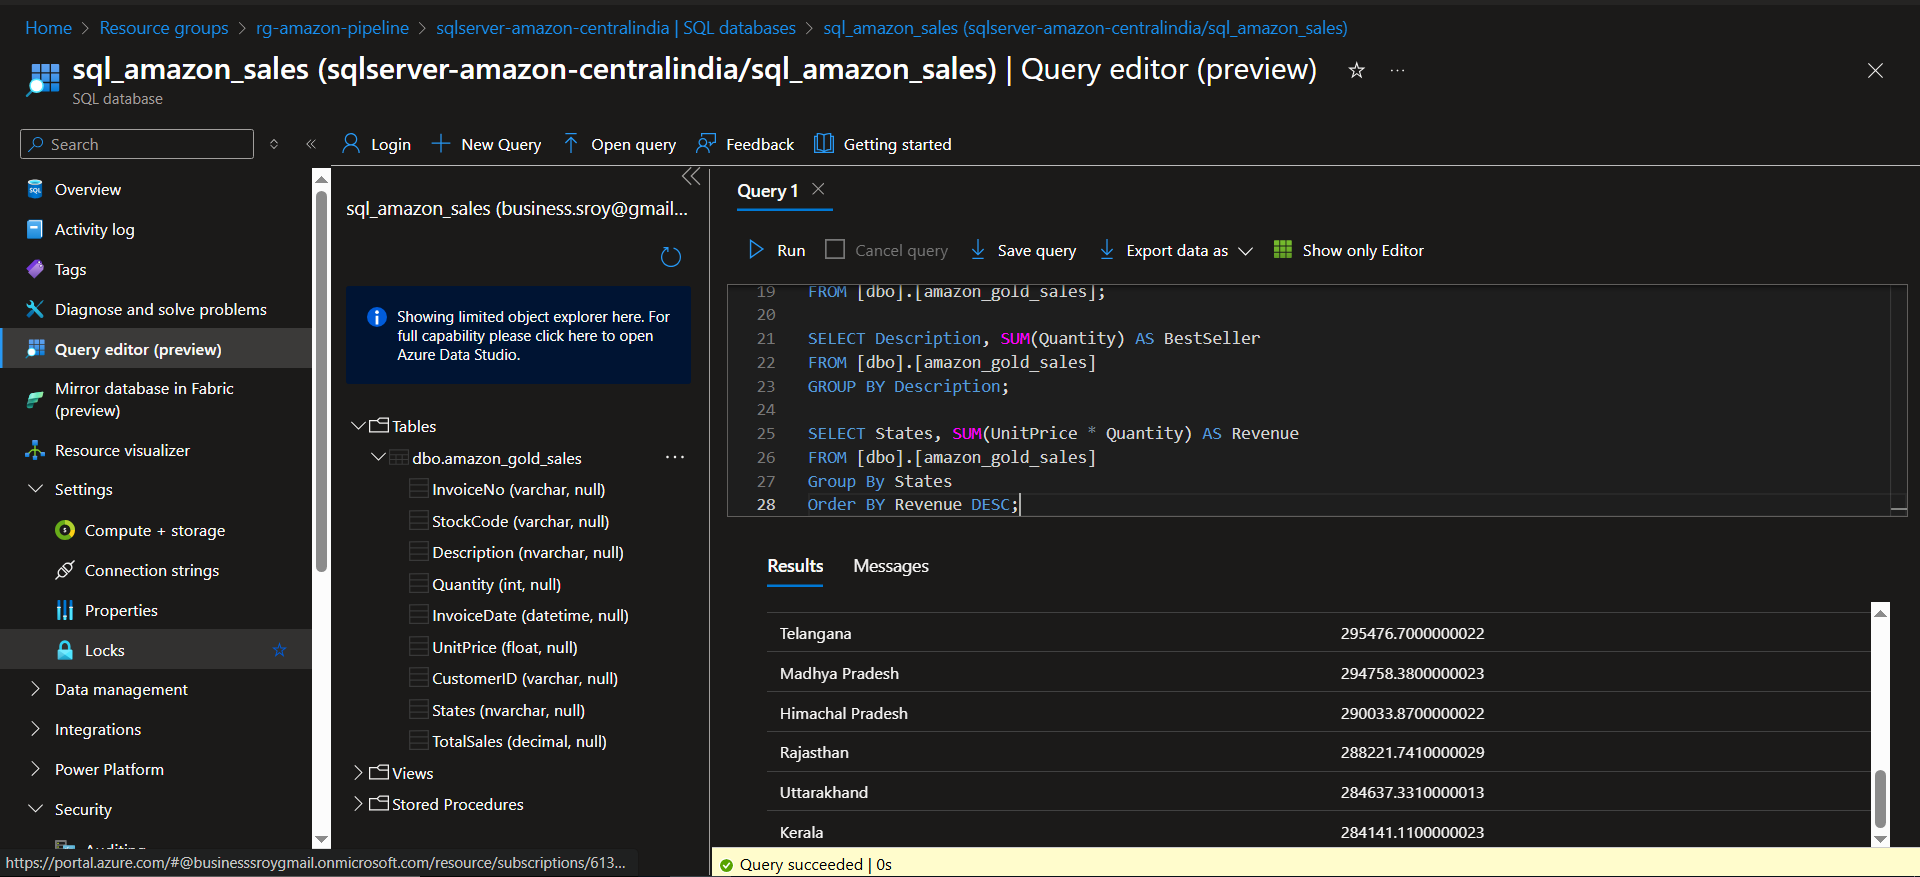 Home > Resource groups > rg-amazon-pipeline > sqlserver-amazon-centralindia | SQL databases > sql_amazon_sales (sqlserver-amazon-centralindia/sql_amazon_sales)
sql_amazon_sales (sqlserver-amazon-centralindia/sql_amazon_sales) | Query editor (preview)
SQL database
Search
Overview
Activity log
Tags
Diagnose and solve problems
Query editor (preview)
Mirror database in Fabric
(preview)
Resource visualizer
Settings
Compute + storage
Connection strings
Properties
Locks
Data management
Integrations
Power Platform
Security
Auditing
https://portal.azure.com/#@businesssroygmail.onmicrosoft.com/resource/subscriptions/613...
Login
New Query
Open query
Feedback
Getting started
sql_amazon_sales (business.sroy@gmail...
Showing limited object explorer here. For
full capability please click here to open
Azure Data Studio.
Tables
dbo.amazon_gold_sales
InvoiceNo (varchar, null)
StockCode (varchar, null)
Description (nvarchar, null)
Quantity (int, null)
InvoiceDate (datetime, null)
UnitPrice (float, null)
CustomerID (varchar, null)
States (nvarchar, null)
TotalSales (decimal, null)
Views
Stored Procedures
Query 1
Run
Cancel query
Save query
Export data as
Show only Editor
19 FROM [dbo].[amazon_gold_sales];
20
21 SELECT Description, SUM(Quantity) AS BestSeller
22 FROM [dbo].[amazon_gold_sales]
23 GROUP BY Description;
24
25 SELECT States, SUM(UnitPrice * Quantity) AS Revenue
26 FROM [dbo].[amazon_gold_sales]
27 Group By States
28 Order BY Revenue DESC;
Results Messages
Telangana 295476.7000000022
Madhya Pradesh 294758.3800000023
Himachal Pradesh 290033.8700000022
Rajasthan 288221.7410000029
Uttarakhand 284637.3310000013
Kerala 284141.1100000023
Query succeeded | 0s